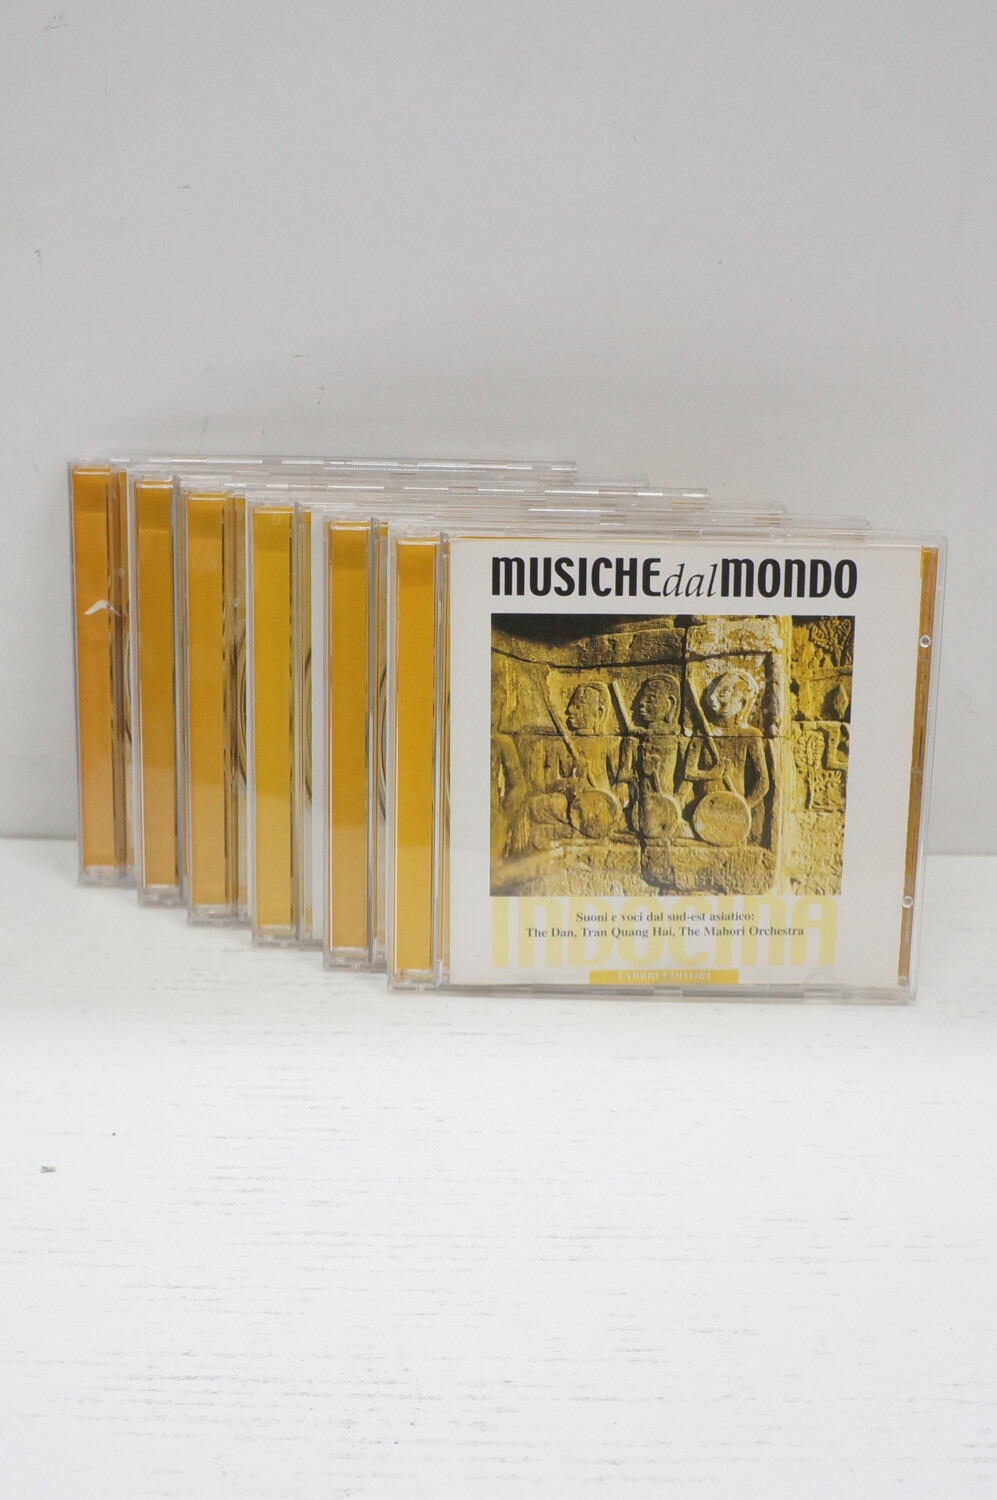 MUSICHE dal MONDO
Suoni e voci dal sud-est asiatico:
The Dan, Tran Quang Hai, The Mahori Orchestra
INDOCINA
FABBRI EDITORI